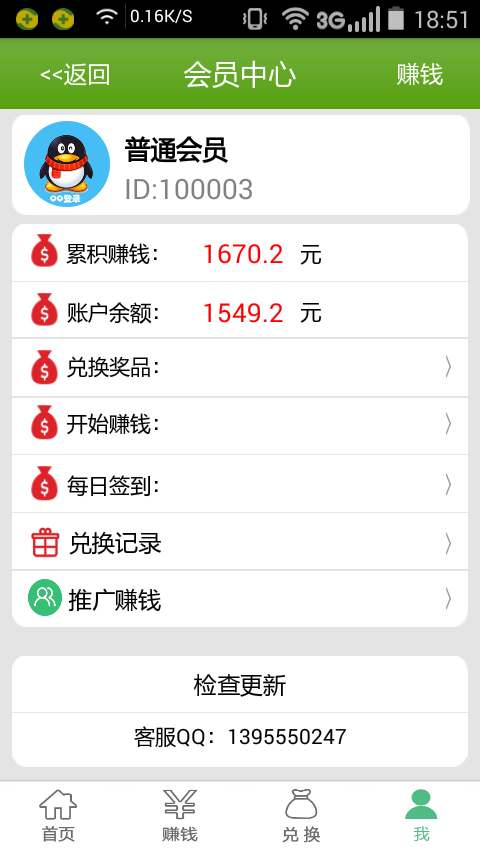 0.16K/S 3G 18:51
<<返回 会员中心 赚钱
普通会员
ID:100003
QQ登录
累积赚钱: 1670.2 元
账户余额: 1549.2 元
兑换奖品:
开始赚钱:
每日签到:
兑换记录
推广赚钱
检查更新
客服QQ: 1395550247
首页 赚钱 兑 换 我